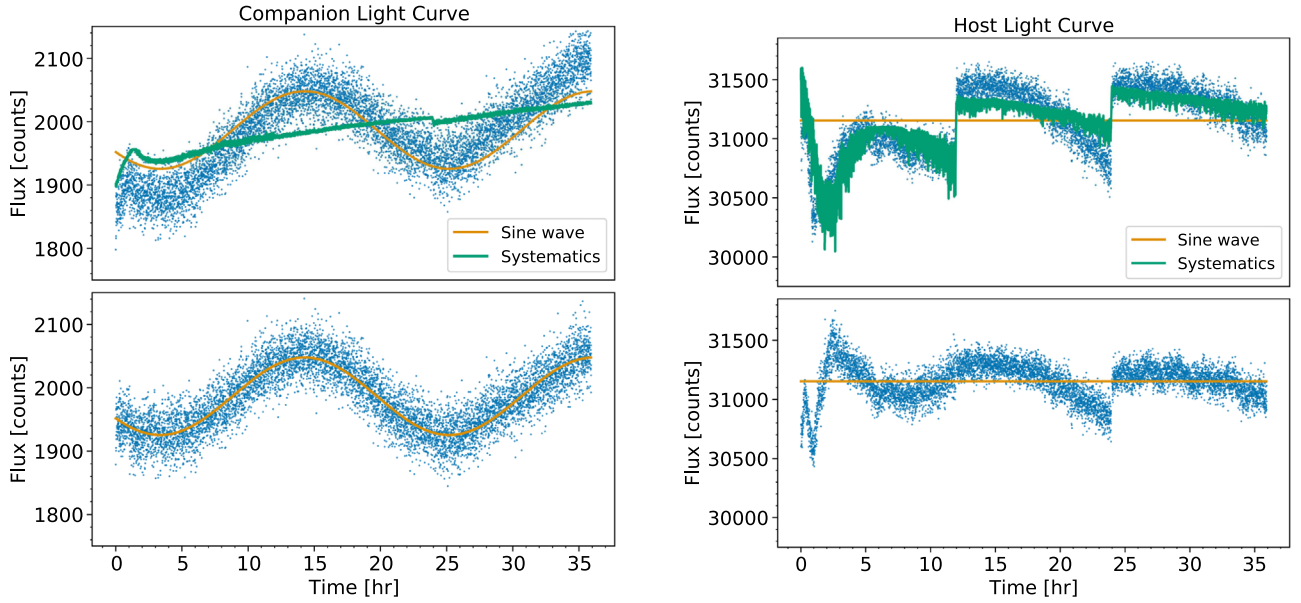 Companion Light Curve
Flux [counts]
2100
2000
1900
1800
Sine wave
Systematics
Flux [counts]
2100
2000
1900
1800
0 5 10 15 20 25 30 35
Time [hr]
Host Light Curve
Flux [counts]
31500
31000
30500
30000
Sine wave
Systematics
Flux [counts]
31500
31000
30500
30000
0 5 10 15 20 25 30 35
Time [hr]